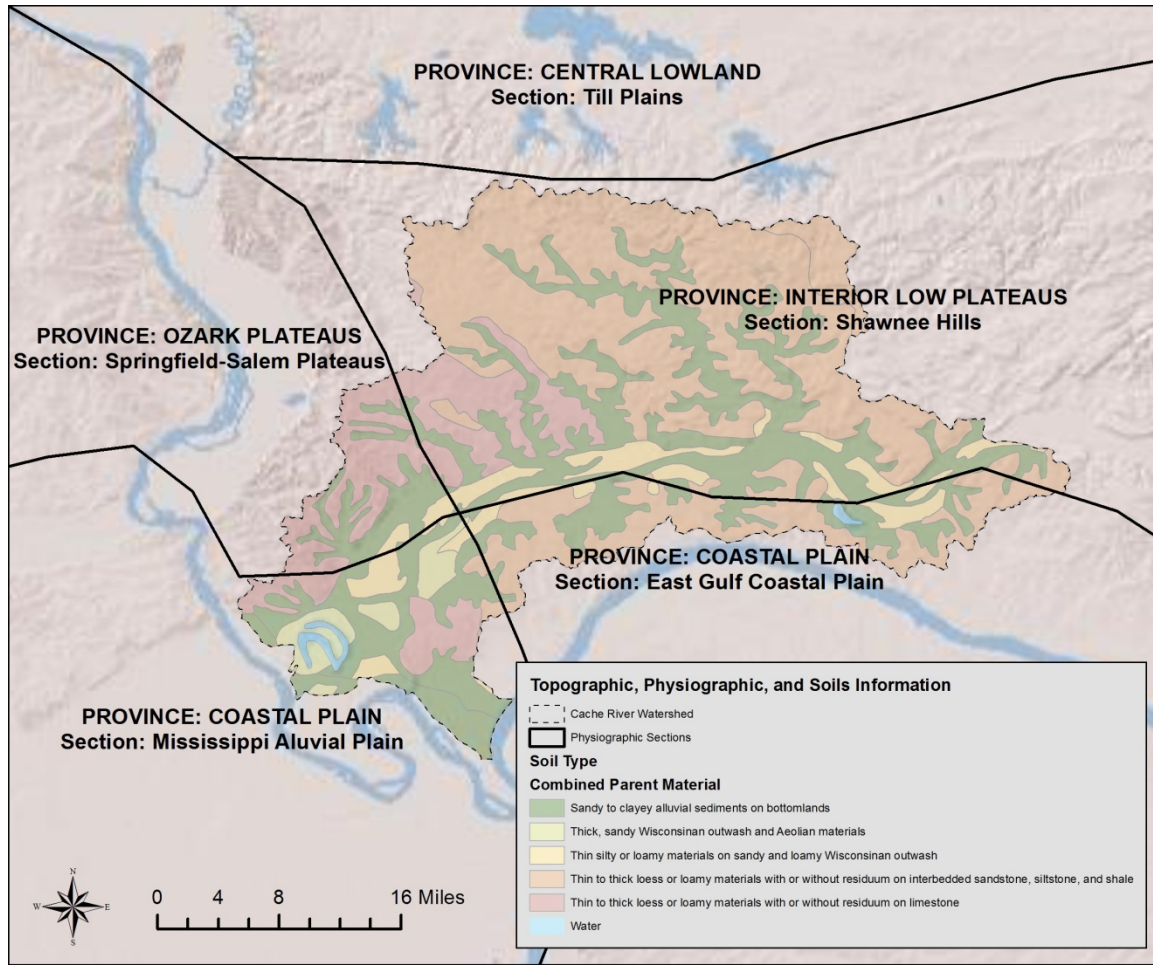 PROVINCE: CENTRAL LOWLAND
Section: Till Plains
PROVINCE: INTERIOR LOW PLATEAUS
Section: Shawnee Hills
PROVINCE: OZARK PLATEAUS
Section: Springfield-Salem Plateaus
PROVINCE: COASTAL PLAIN
Section: East Gulf Coastal Plain
PROVINCE: COASTAL PLAIN
Section: Mississippi Aluvial Plain
Topographic, Physiographic, and Soils Information
Cache River Watershed
Physiographic Sections
Soil Type
Combined Parent Material
Sandy to clayey alluvial sediments on bottomlands
Thick, sandy Wisconsinan outwash and Aeolian materials
Thin silty or loamy materials on sandy and loamy Wisconsinan outwash
Thin to thick loess or loamy materials with or without residuum on interbedded sandstone, siltstone, and shale
Thin to thick loess or loamy materials with or without residuum on limestone
Water
N
W E
S
0 4 8 16 Miles